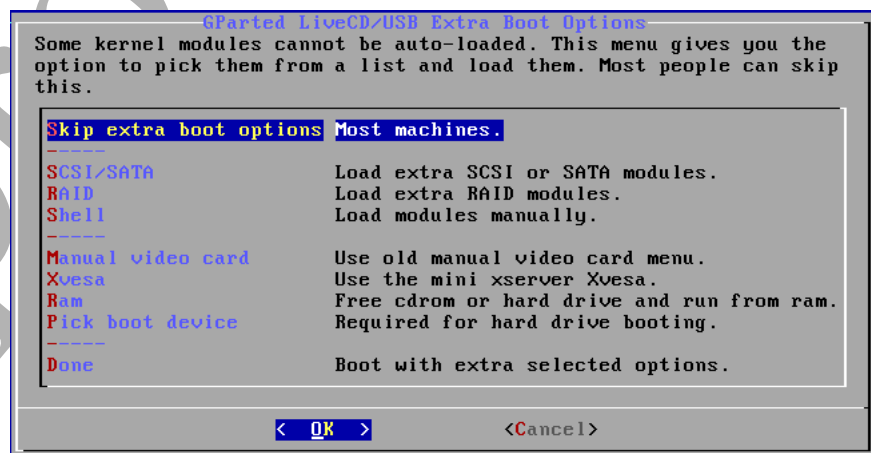 GParted LiveCD/USB Extra Boot Options
Some kernel modules cannot be auto-loaded. This menu gives you the
option to pick them from a list and load them. Most people can skip
this.
Skip extra boot options Most machines.
-----
SCSI/SATA Load extra SCSI or SATA modules.
RAID Load extra RAID modules.
Shell Load modules manually.
-----
Manual video card Use old manual video card menu.
Xvesa Use the mini xserver Xvesa.
Ram Free cdrom or hard drive and run from ram.
Pick boot device Required for hard drive booting.
-----
Done Boot with extra selected options.
< OK > <Cancel>